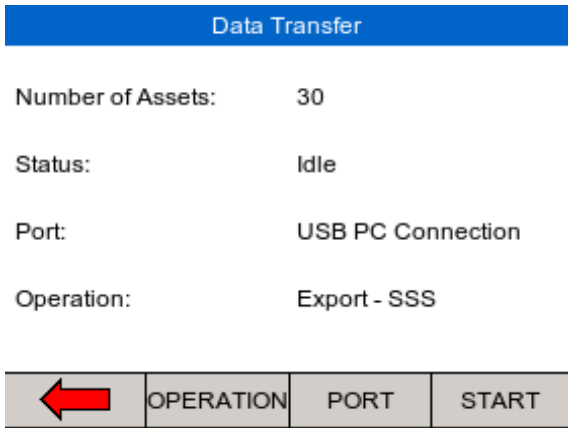 Data Transfer
Number of Assets: 30
Status: Idle
Port: USB PC Connection
Operation: Export - SSS
OPERATION PORT START